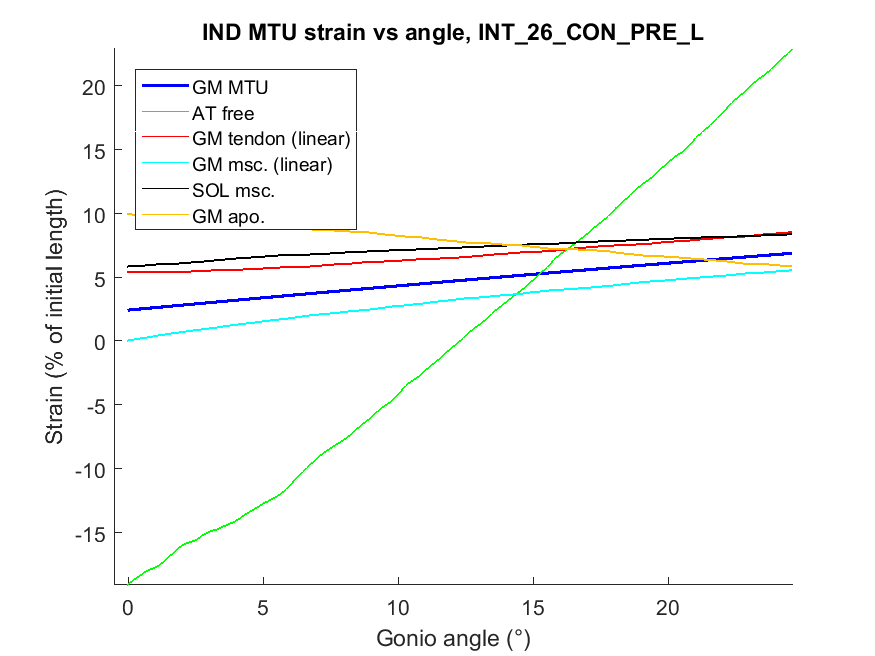 IND MTU strain vs angle, INT_26_CON_PRE_L
GM MTU
AT free
GM tendon (linear)
GM msc. (linear)
SOL msc.
GM apo.
20
15
10
5
0
-5
-10
-15
Strain (% of initial length)
0 5 10 15 20
Gonio angle (°)